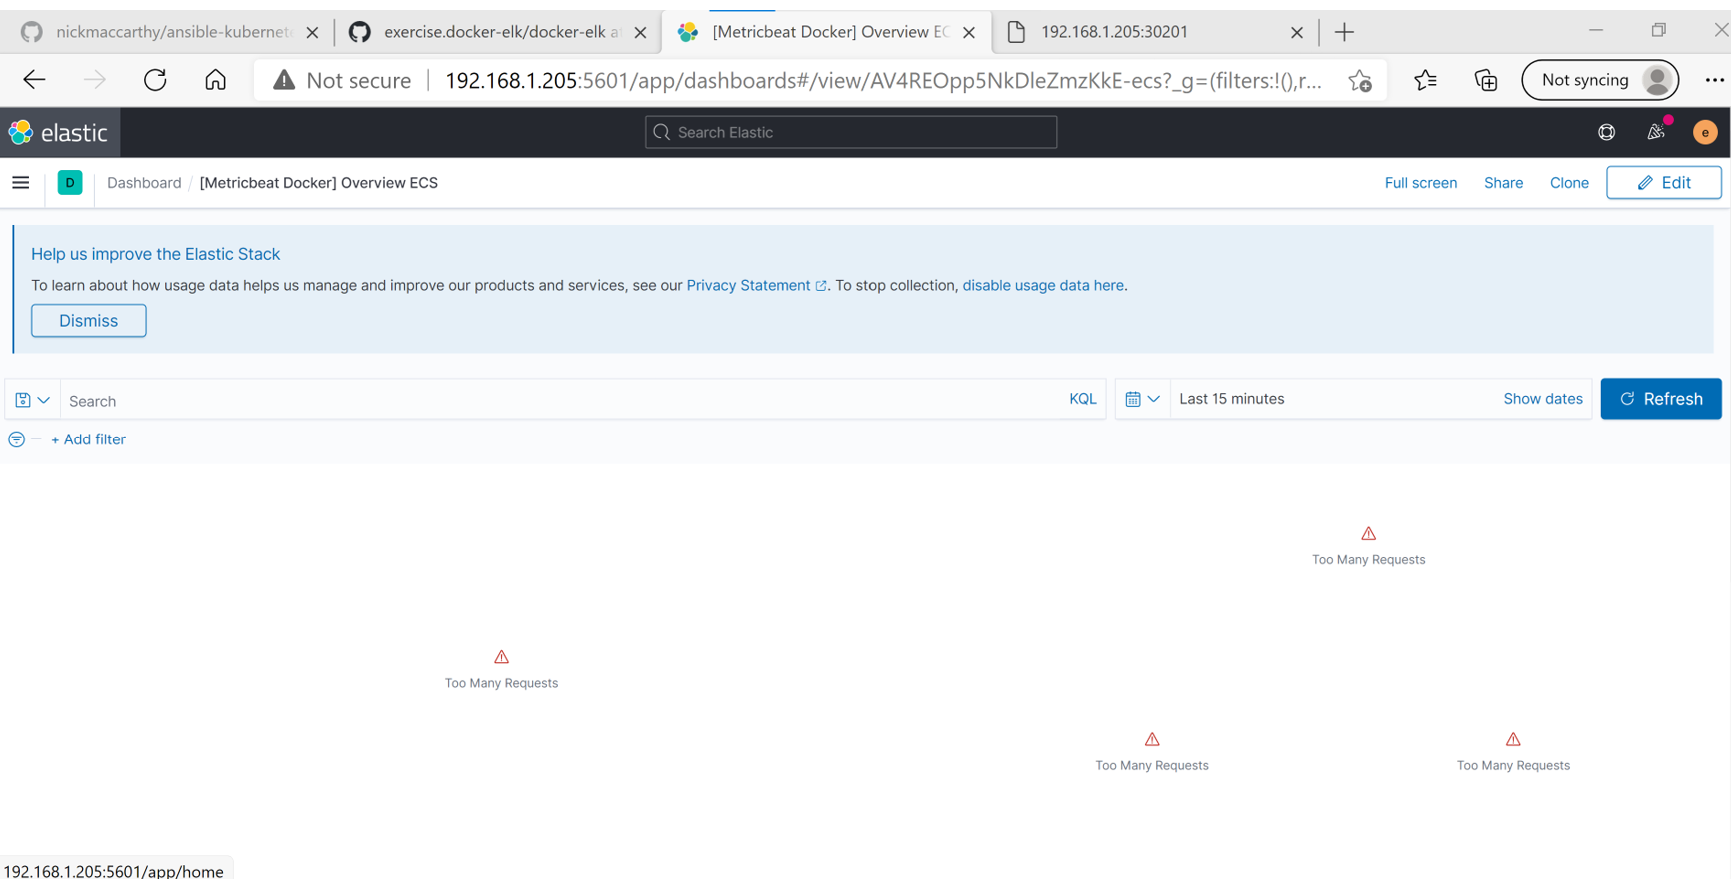 nickmaccarthy/ansible-kubernet
exercise.docker-elk/docker-elk at
[Metricbeat Docker] Overview EC
192.168.1.205:30201
Not secure
192.168.1.205:5601/app/dashboards#/view/AV4REOpp5NkDleZmzKkE-ecs?_g=(filters:!(),r...
Not syncing
elastic
Search Elastic
e
D
Dashboard / [Metricbeat Docker] Overview ECS
Full screen
Share
Clone
Edit
Help us improve the Elastic Stack
To learn about how usage data helps us manage and improve our products and services, see our Privacy Statement. To stop collection, disable usage data here.
Dismiss
Search
KQL
Last 15 minutes
Show dates
Refresh
+ Add filter
Too Many Requests
Too Many Requests
Too Many Requests
Too Many Requests
192.168.1.205:5601/app/home